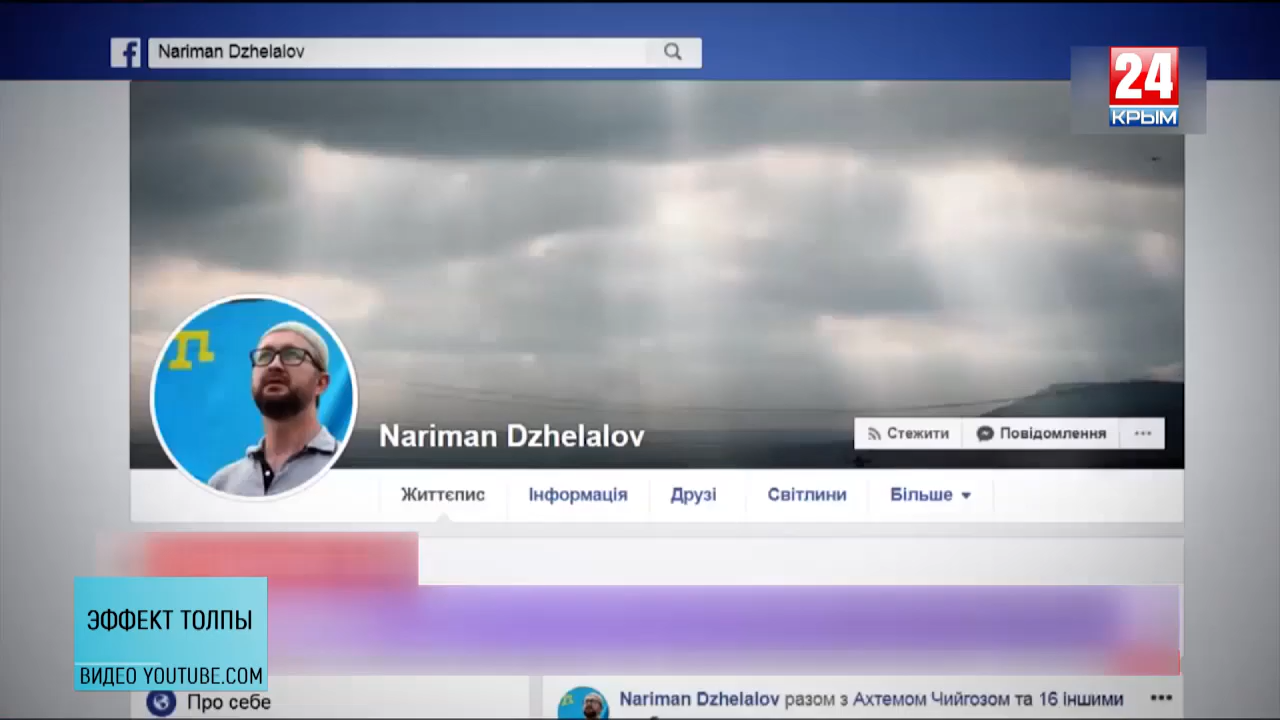 f Nariman Dzhelalov
24
КРЫМ
Nariman Dzhelalov
Стежити Повідомлення ...
Життєпис Інформація Друзі Світлини Більше
ЭФФЕКТ ТОЛПЫ
ВИДЕО YOUTUBE.COM
Про себе
Nariman Dzhelalov разом з Ахтемом Чийгозом та 16 іншими ...